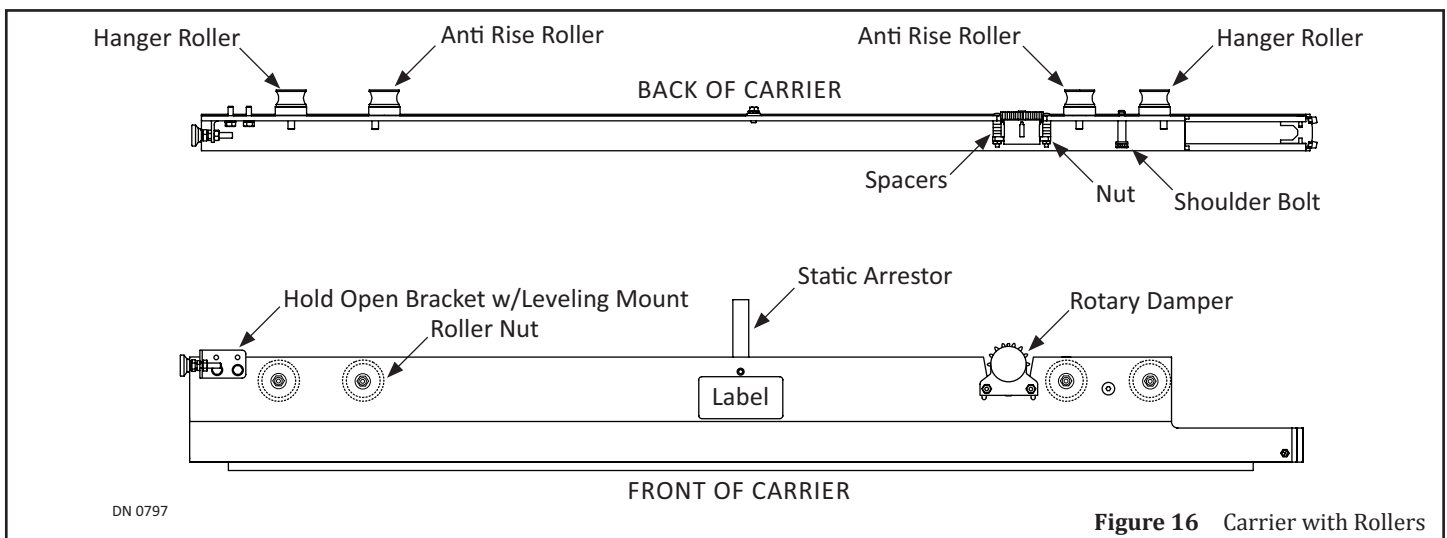 Hanger Roller
Anti Rise Roller
Anti Rise Roller
Hanger Roller
BACK OF CARRIER
Spacers
Nut
Shoulder Bolt
Static Arrestor
Hold Open Bracket w/Leveling Mount
Rotary Damper
Roller Nut
Label
FRONT OF CARRIER
DN 0797
Figure 16 Carrier with Rollers